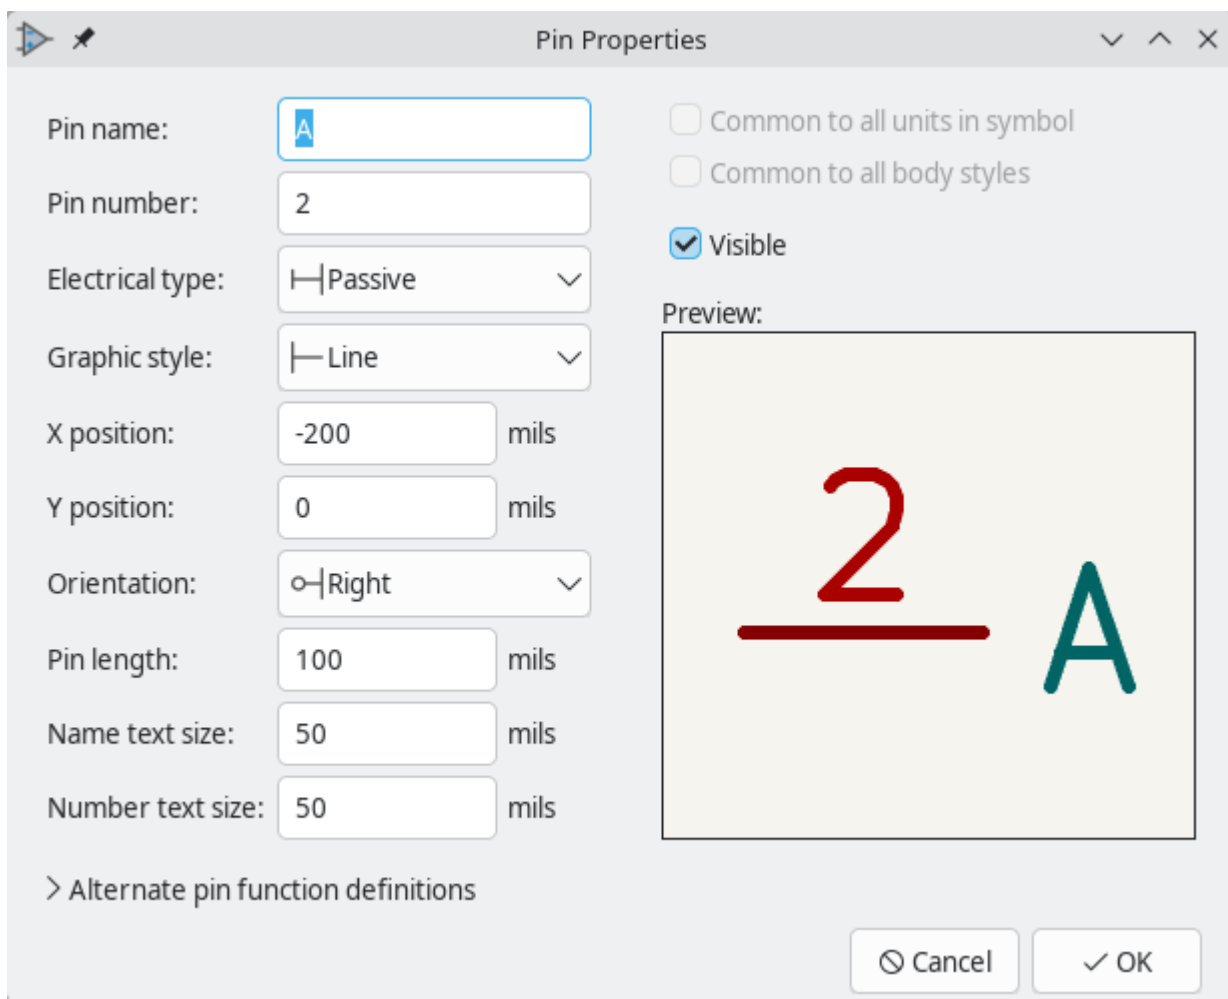 Pin Properties
Pin name: A
Pin number: 2
Electrical type: Passive
Graphic style: Line
X position: -200 mils
Y position: 0 mils
Orientation: Right
Pin length: 100 mils
Name text size: 50 mils
Number text size: 50 mils
Alternate pin function definitions
Common to all units in symbol
Common to all body styles
Visible
Preview:
2
A
Cancel
OK